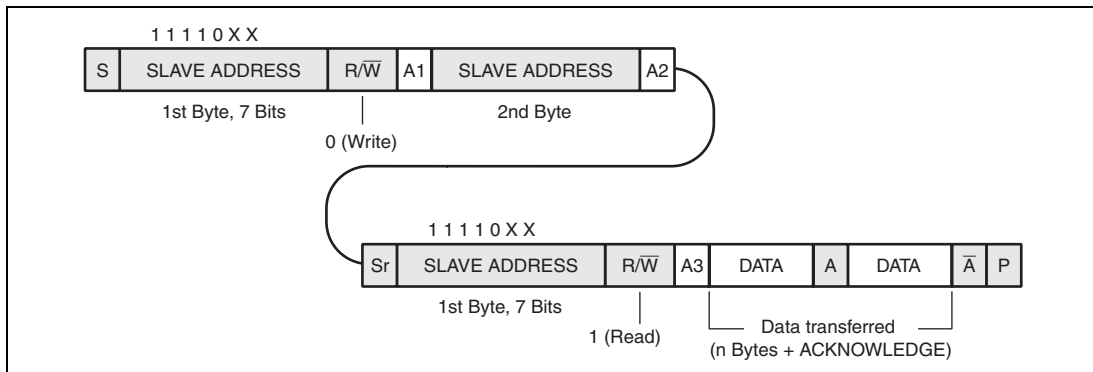 1 1 1 1 0 X X
S SLAVE ADDRESS R/W̅ A1 SLAVE ADDRESS A2
1st Byte, 7 Bits 2nd Byte
0 (Write)
1 1 1 1 0 X X
Sr SLAVE ADDRESS R/W̅ A3 DATA A DATA A̅ P
1st Byte, 7 Bits
1 (Read) Data transferred
(n Bytes + ACKNOWLEDGE)